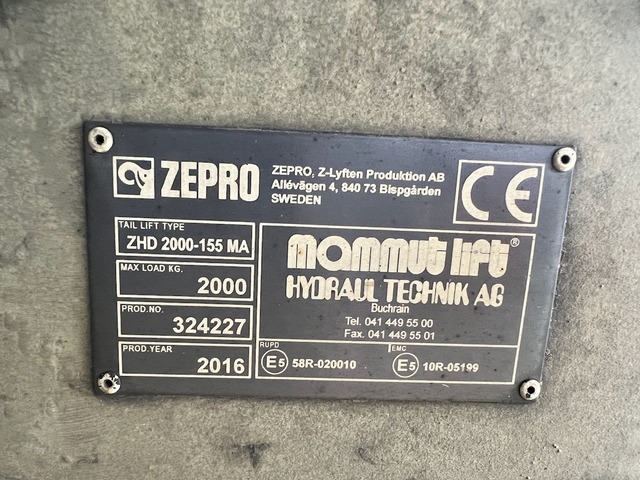 ZEPRO
ZEPRO, Z-Lyften Produktion AB
Allévägen 4, 840 73 Bispgården
SWEDEN
CE
TAIL LIFT TYPE
ZHD 2000-155 MA
MAX LOAD KG.
2000
PROD.NO.
324227
PROD.YEAR
2016
mammut lift®
HYDRAULTECHNIK AG
Buchrain
Tel. 041 449 55 00
Fax. 041 449 55 01
RUPD
E5 58R-020010
EMC
E5 10R-05199